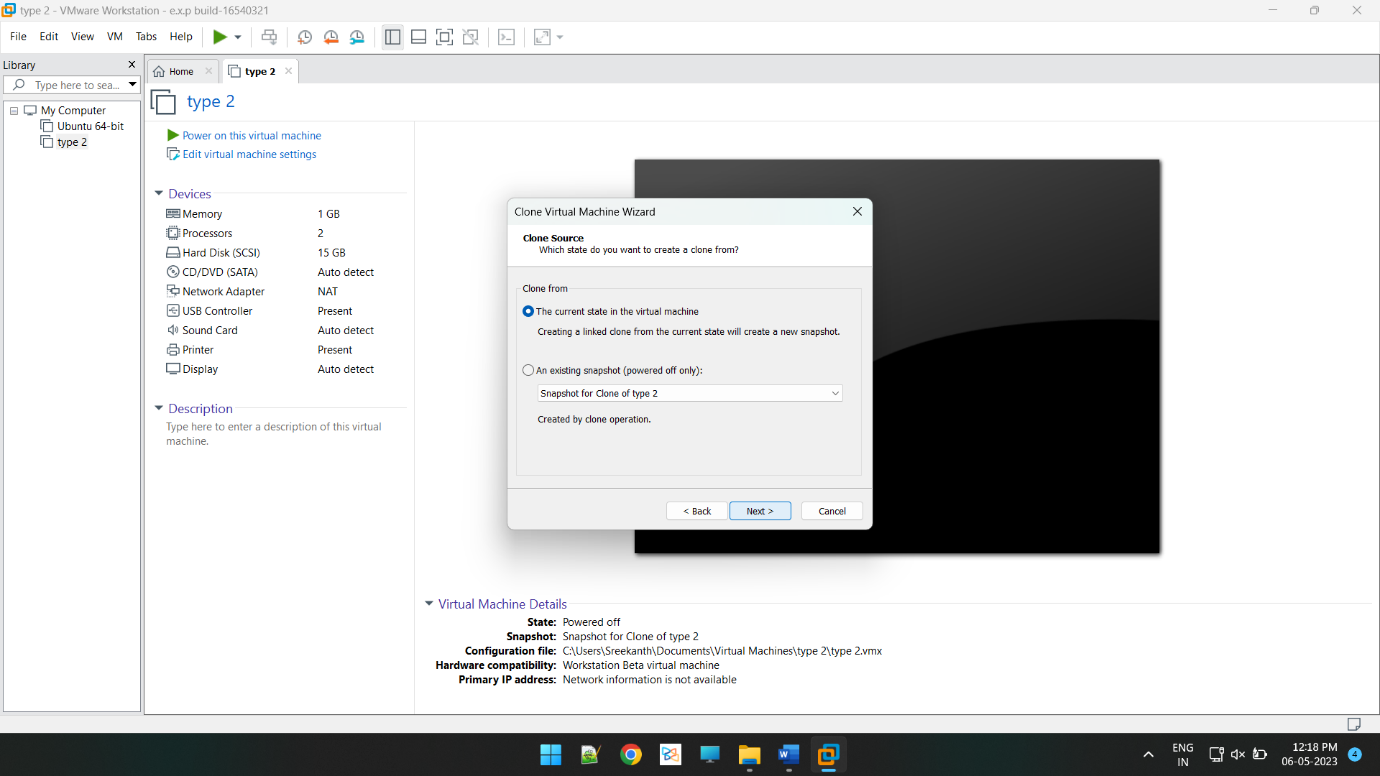 type 2 - VMware Workstation - e.x.p build-16540321
File Edit View VM Tabs Help
Library
Type here to sea...
My Computer
Ubuntu 64-bit
type 2
Home
type 2
type 2
Power on this virtual machine
Edit virtual machine settings
Devices
Memory 1 GB
Processors 2
Hard Disk (SCSI) 15 GB
CD/DVD (SATA) Auto detect
Network Adapter NAT
USB Controller Present
Sound Card Auto detect
Printer Present
Display Auto detect
Description
Type here to enter a description of this virtual
machine.
Clone Virtual Machine Wizard
Clone Source
Which state do you want to create a clone from?
Clone from
The current state in the virtual machine
Creating a linked clone from the current state will create a new snapshot.
An existing snapshot (powered off only):
Snapshot for Clone of type 2
Created by clone operation.
< Back Next > Cancel
Virtual Machine Details
State: Powered off
Snapshot: Snapshot for Clone of type 2
Configuration file: C:\Users\Sreekanth\Documents\Virtual Machines\type 2\type 2.vmx
Hardware compatibility: Workstation Beta virtual machine
Primary IP address: Network information is not available
W
ENG
IN
12:18 PM
06-05-2023
4